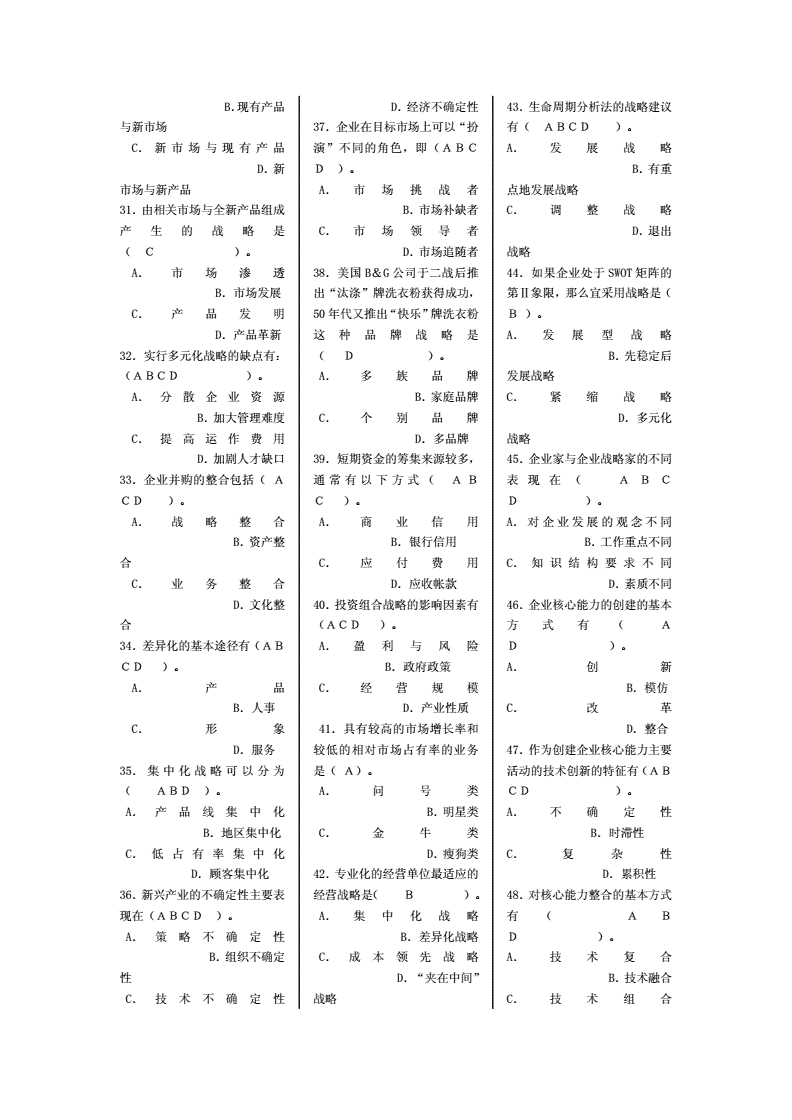 B.现有产品
与新市场
C. 新市场与现有产品
D.新
市场与新产品
31.由相关市场与全新产品组成
产生的战略是
（ C ）。
A. 市场渗透
B. 市场发展
C. 产品发明
D.产品革新
32.实行多元化战略的缺点有:
（ABCD ）。
A. 分散企业资源
B.加大管理难度
C. 提高运作费用
D.加剧人才缺口
33.企业并购的整合包括（ A
CD ）。
A. 战略整合
B.资产整
合
C. 业务整合
D.文化整
合
34.差异化的基本途径有（AB
CD ）。
A. 产品
B. 人事
C. 形象
D.服务
35. 集中化战略可以分为
（ ABD ）。
A. 产品线集中化
B.地区集中化
C. 低占有率集中化
D. 顾客集中化
36.新兴产业的不确定性主要表
现在（ABCD ）。
A. 策略不确定性
B.组织不确定
性
C. 技术不确定性
D.经济不确定性
37. 企业在目标市场上可以“扮
演”不同的角色，即（ABC
D ）。
A. 市场挑战者
B.市场补缺者
C. 市场领导者
D.市场追随者
38.美国B&G公司于二战后推
出“汰涤”牌洗衣粉获得成功，
50年代又推出“快乐”牌洗衣粉
这种品牌战略是
（ D ）。
A. 多族品牌
B.家庭品牌
C. 个别品牌
D. 多品牌
39. 短期资金的筹集来源较多，
通常有以下方式（ AB
C ）。
A. 商业信用
B. 银行信用
C. 应付费用
D. 应收帐款
40.投资组合战略的影响因素有
（ACD ）。
A. 盈利与风险
B. 政府政策
C. 经营规模
D. 产业性质
41. 具有较高的市场增长率和
较低的相对市场占有率的业务
是（ A）。
A. 问号类
B.明星类
C. 金牛类
D.瘦狗类
42. 专业化的经营单位最适应的
经营战略是( B )。
A. 集中化战略
B.差异化战略
C. 成本领先战略
D.“夹在中间”
战略
43.生命周期分析法的战略建议
有（ ABCD ）。
A. 发展战略
B.有重
点地发展战略
C. 调整战略
D.退出
战略
44. 如果企业处于SWOT矩阵的
第Ⅱ象限，那么宜采用战略是（
B ）。
A. 发展型战略
B.先稳定后
发展战略
C. 紧缩战略
D. 多元化
战略
45.企业家与企业战略家的不同
表现在（ ABC
D ）。
A. 对企业发展的观念不同
B.工作重点不同
C. 知识结构要求不同
D.素质不同
46.企业核心能力的创建的基本
方式有（ A
D ）。
A. 创新
B. 模仿
C. 改革
D.整合
47.作为创建企业核心能力主要
活动的技术创新的特征有（AB
CD ）。
A. 不确定性
B. 时滞性
C. 复杂性
D.累积性
48.对核心能力整合的基本方式
有（ AB
D ）。
A. 技术复合
B.技术融合
C. 技术组合